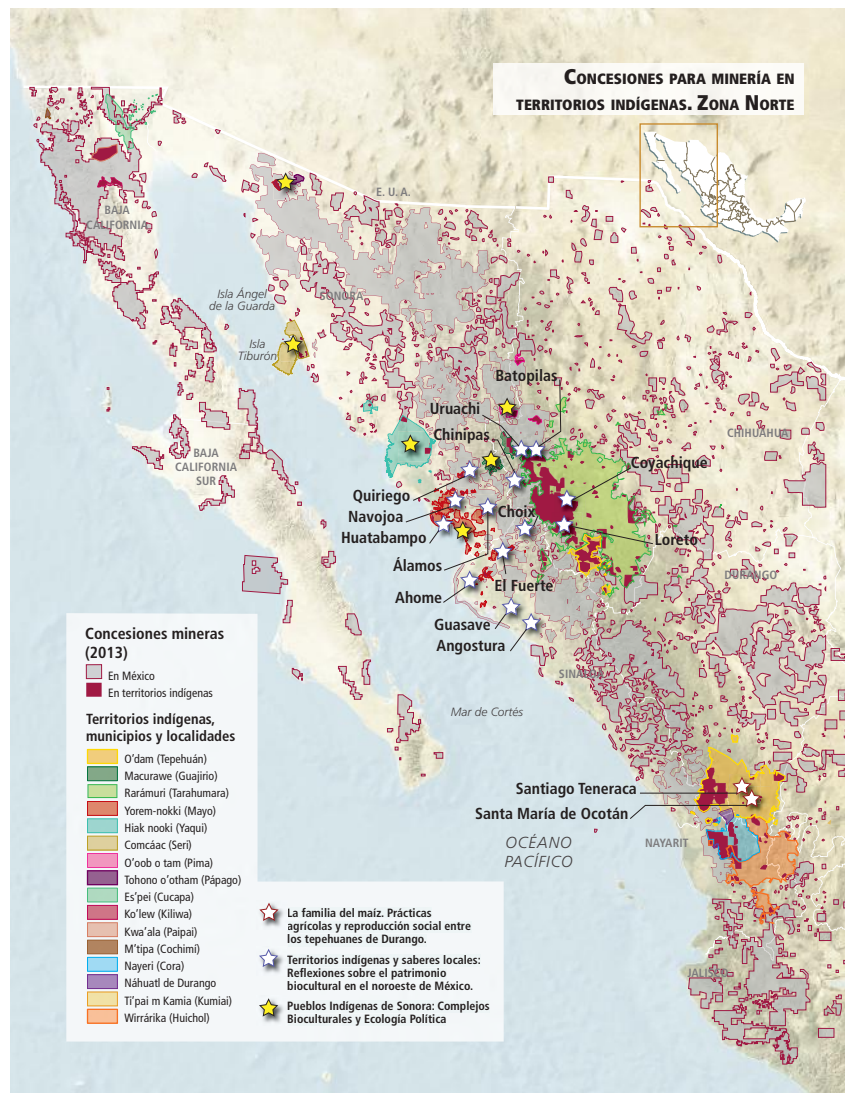 CONCESIONES PARA MINERÍA EN
TERRITORIOS INDÍGENAS. ZONA NORTE
E. U. A.
BAJA
CALIFORNIA
Isla Ángel
de la Guarda
SONORA
Isla
Tiburón
Batopilas
Uruachi
Chinipas
CHIHUAHUA
BAJA
CALIFORNIA
SUR
Coyachique
Quiriego
Navojoa
Choix
Huatabampo
Loreto
Álamos
DURANGO
El Fuerte
Ahome
Guasave
Angostura
SINALOA
Mar de Cortés
Santiago Teneraca
Santa María de Ocotán
OCÉANO
PACÍFICO
NAYARIT
JALISCO
Concesiones mineras
(2013)
En México
En territorios indígenas
Territorios indígenas,
municipios y localidades
O'dam (Tepehuán)
Macurawe (Guajirio)
Rarámuri (Tarahumara)
Yorem-nokki (Mayo)
Hiak nooki (Yaqui)
Comcáac (Seri)
O'oob o tam (Pima)
Tohono o'otham (Pápago)
Es'pei (Cucapa)
Ko'lew (Kiliwa)
Kwa'ala (Paipai)
M'tipa (Cochimí)
Nayeri (Cora)
Náhuatl de Durango
Ti'pai m Kamia (Kumiai)
Wirrárika (Huichol)
La familia del maíz. Prácticas
agrícolas y reproducción social entre
los tepehuanes de Durango.
Territorios indígenas y saberes locales:
Reflexiones sobre el patrimonio
biocultural en el noroeste de México.
Pueblos Indígenas de Sonora: Complejos
Bioculturales y Ecología Política